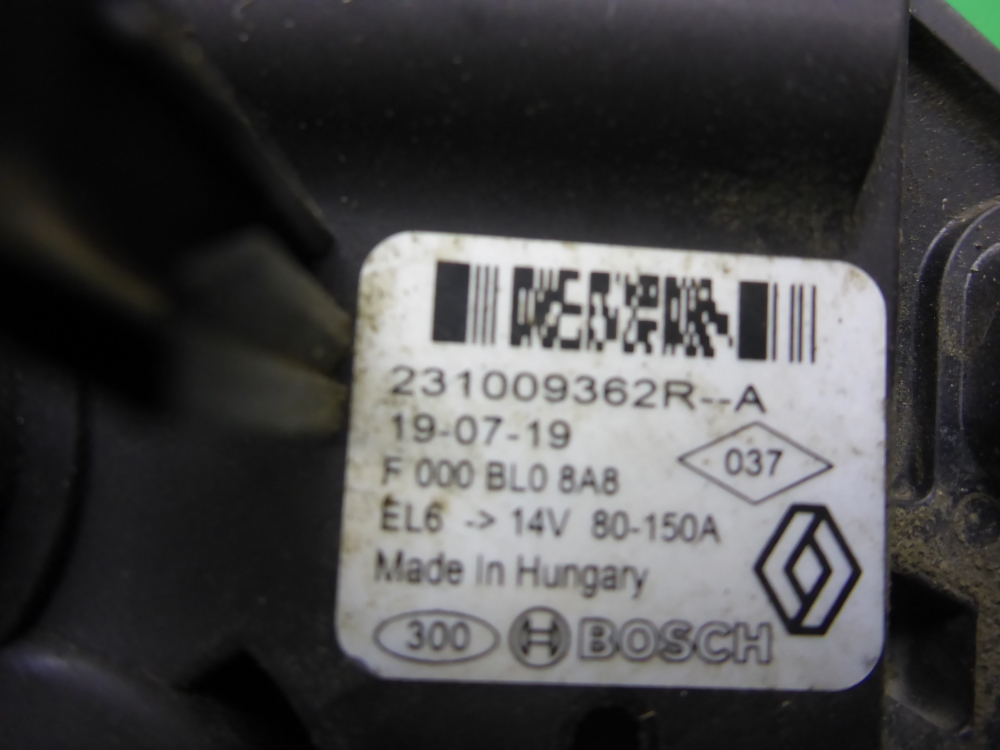 231009362R--A
19-07-19
037
F 000 BL0 8A8
EL6 -> 14V 80-150A
Made In Hungary
300 BOSCH